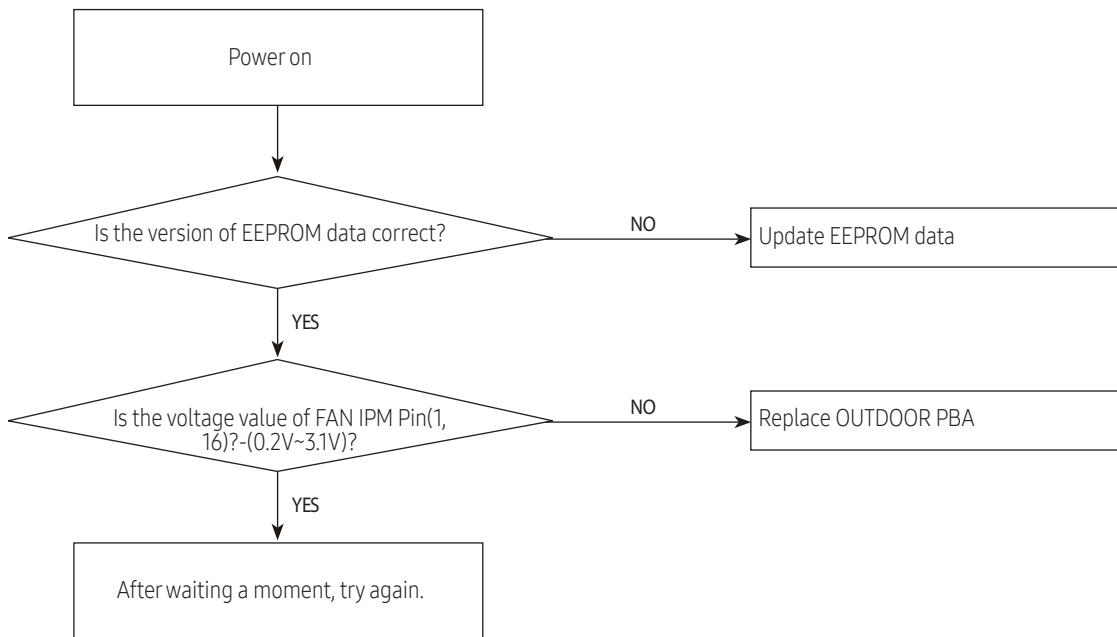 Power on
Is the version of EEPROM data correct?
NO
Update EEPROM data
YES
Is the voltage value of FAN IPM Pin(1,
16)?-(0.2V~3.1V)?
NO
Replace OUTDOOR PBA
YES
After waiting a moment, try again.